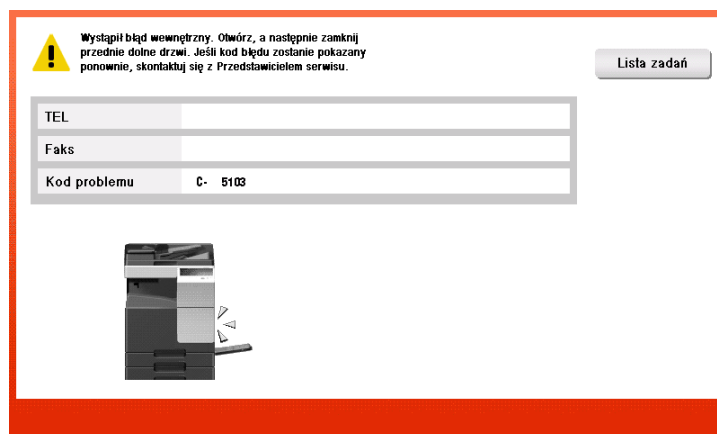 Wystąpił błąd wewnętrzny. Otwórz, a następnie zamknij
przednie dolne drzwi. Jeśli kod błędu zostanie pokazany
ponownie, skontaktuj się z Przedstawicielem serwisu.
Lista zadań
TEL
Faks
Kod problemu C- 5103